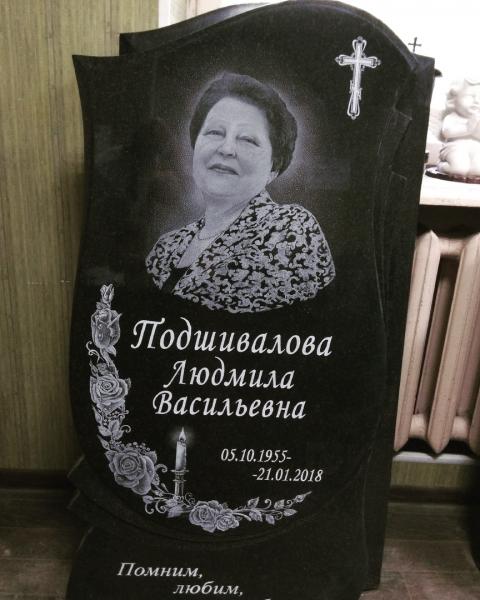 Подшивалова
Людмила
Васильевна
05.10.1955-
-21.01.2018
Помним,
любим,